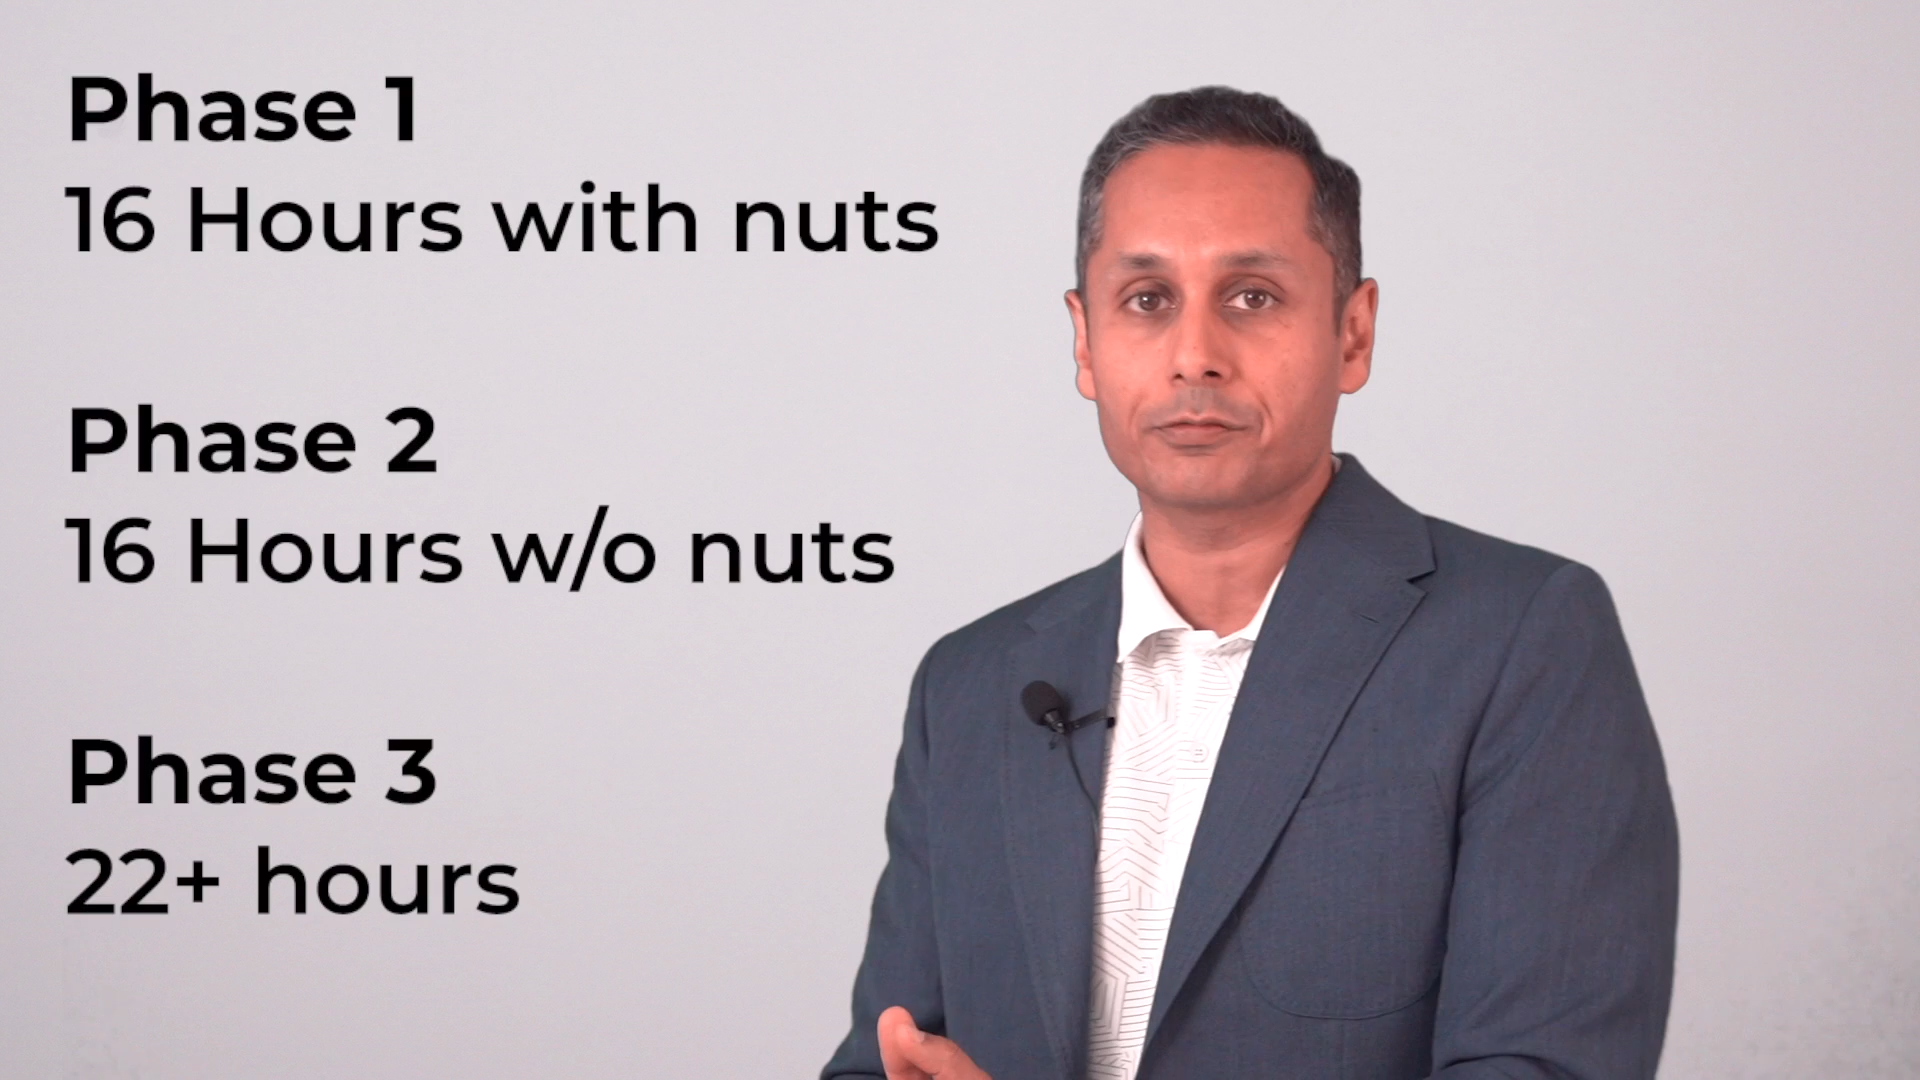 Phase 1
16 Hours with nuts
Phase 2
16 Hours w/o nuts
Phase 3
22+ hours